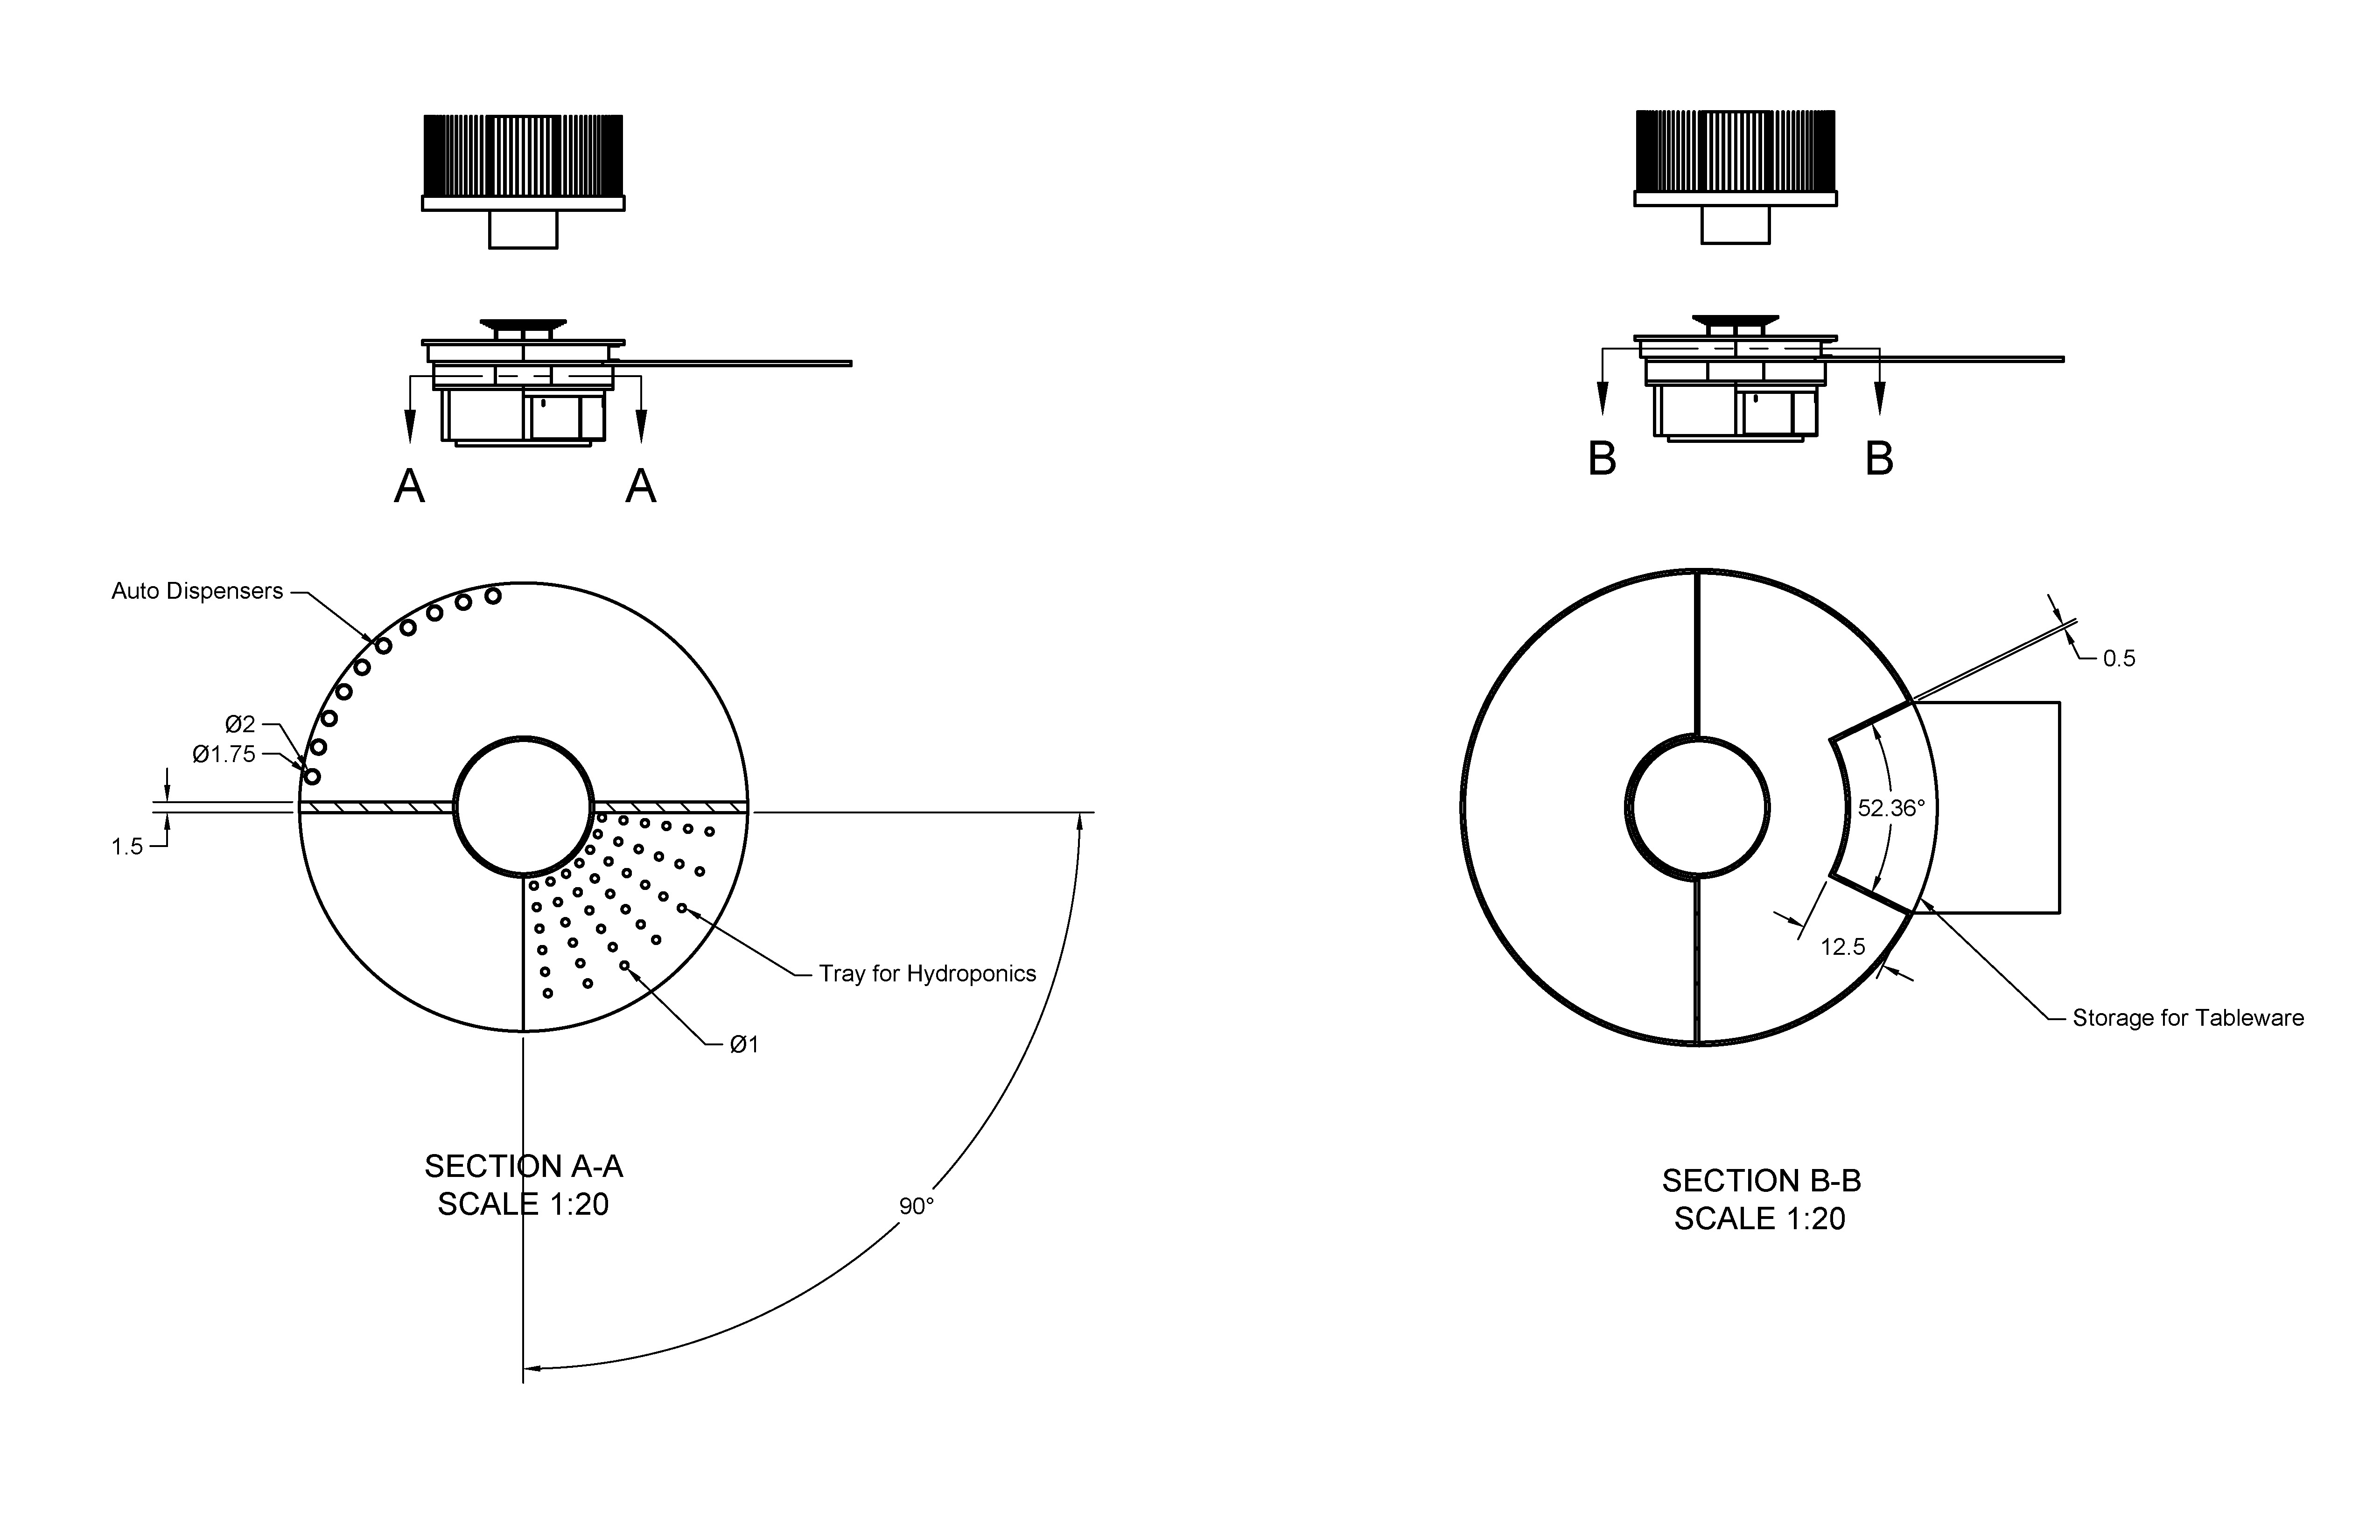 A A
B B
Auto Dispensers
Ø2
Ø1.75
1.5
Tray for Hydroponics
Ø1
90°
SECTION A-A
SCALE 1:20
0.5
52.36°
12.5
Storage for Tableware
SECTION B-B
SCALE 1:20